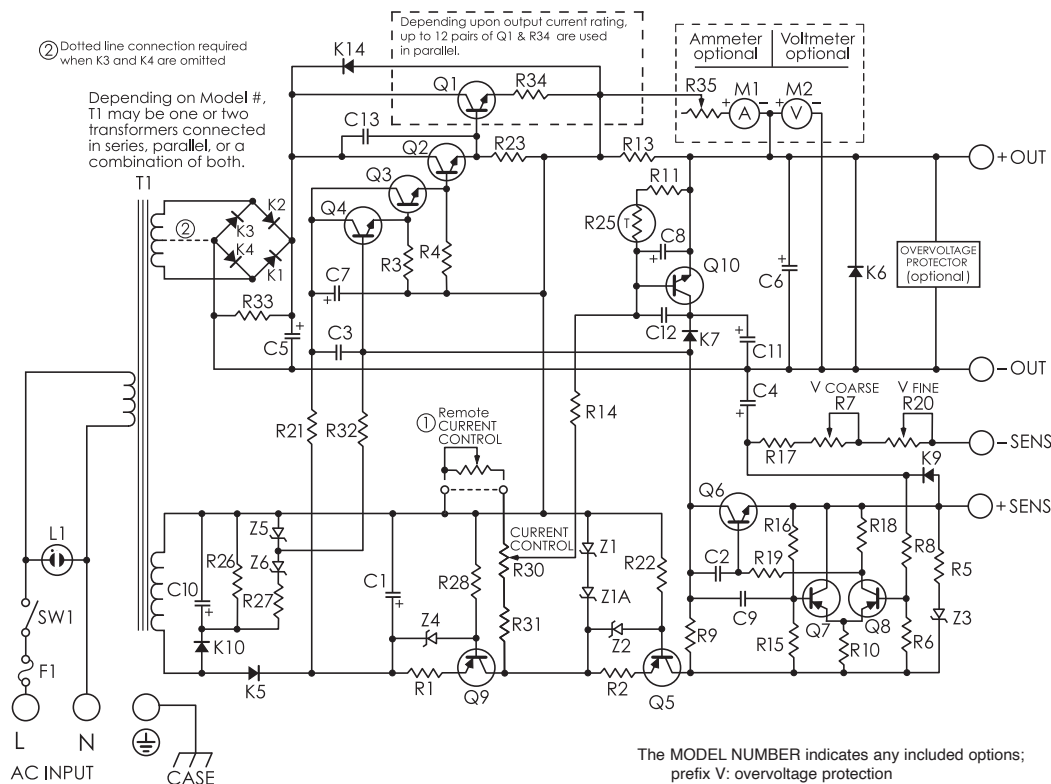 Depending upon output current rating,
up to 12 pairs of Q1 & R34 are used
in parallel.
② Dotted line connection required
when K3 and K4 are omitted
Depending on Model #,
T1 may be one or two
transformers connected
in series, parallel, or a
combination of both.
Ammeter optional
Voltmeter optional
K14
Q1
R34
R35
M1
M2
+ A −
+ V −
C13
Q2
R23
R13
+ OUT
T1
Q3
R11
Q4
R25
T
C8
+
K2
K3
②
K4
K1
R3
R4
Q10
C6
+
K6
OVERVOLTAGE
PROTECTOR
(optional)
R33
C7
+
C5
+
C3
C12
K7
C11
+
− OUT
C4
+
V COARSE
R7
V FINE
R20
R21
R32
① Remote
CURRENT
CONTROL
R14
R17
− SENS
K9
Q6
+ SENS
L1
Z5
Z6
R26
R27
C10
+
C1
+
R28
CURRENT
CONTROL
R30
Z1
R22
Z1A
R16
R18
R8
R5
C2
R19
C9
SW1
Z4
R31
Z2
R9
R15
Q7
Q8
R6
Z3
K10
R10
F1
K5
R1
Q9
R2
Q5
L
N
AC INPUT
CASE
The MODEL NUMBER indicates any included options;
prefix V: overvoltage protection